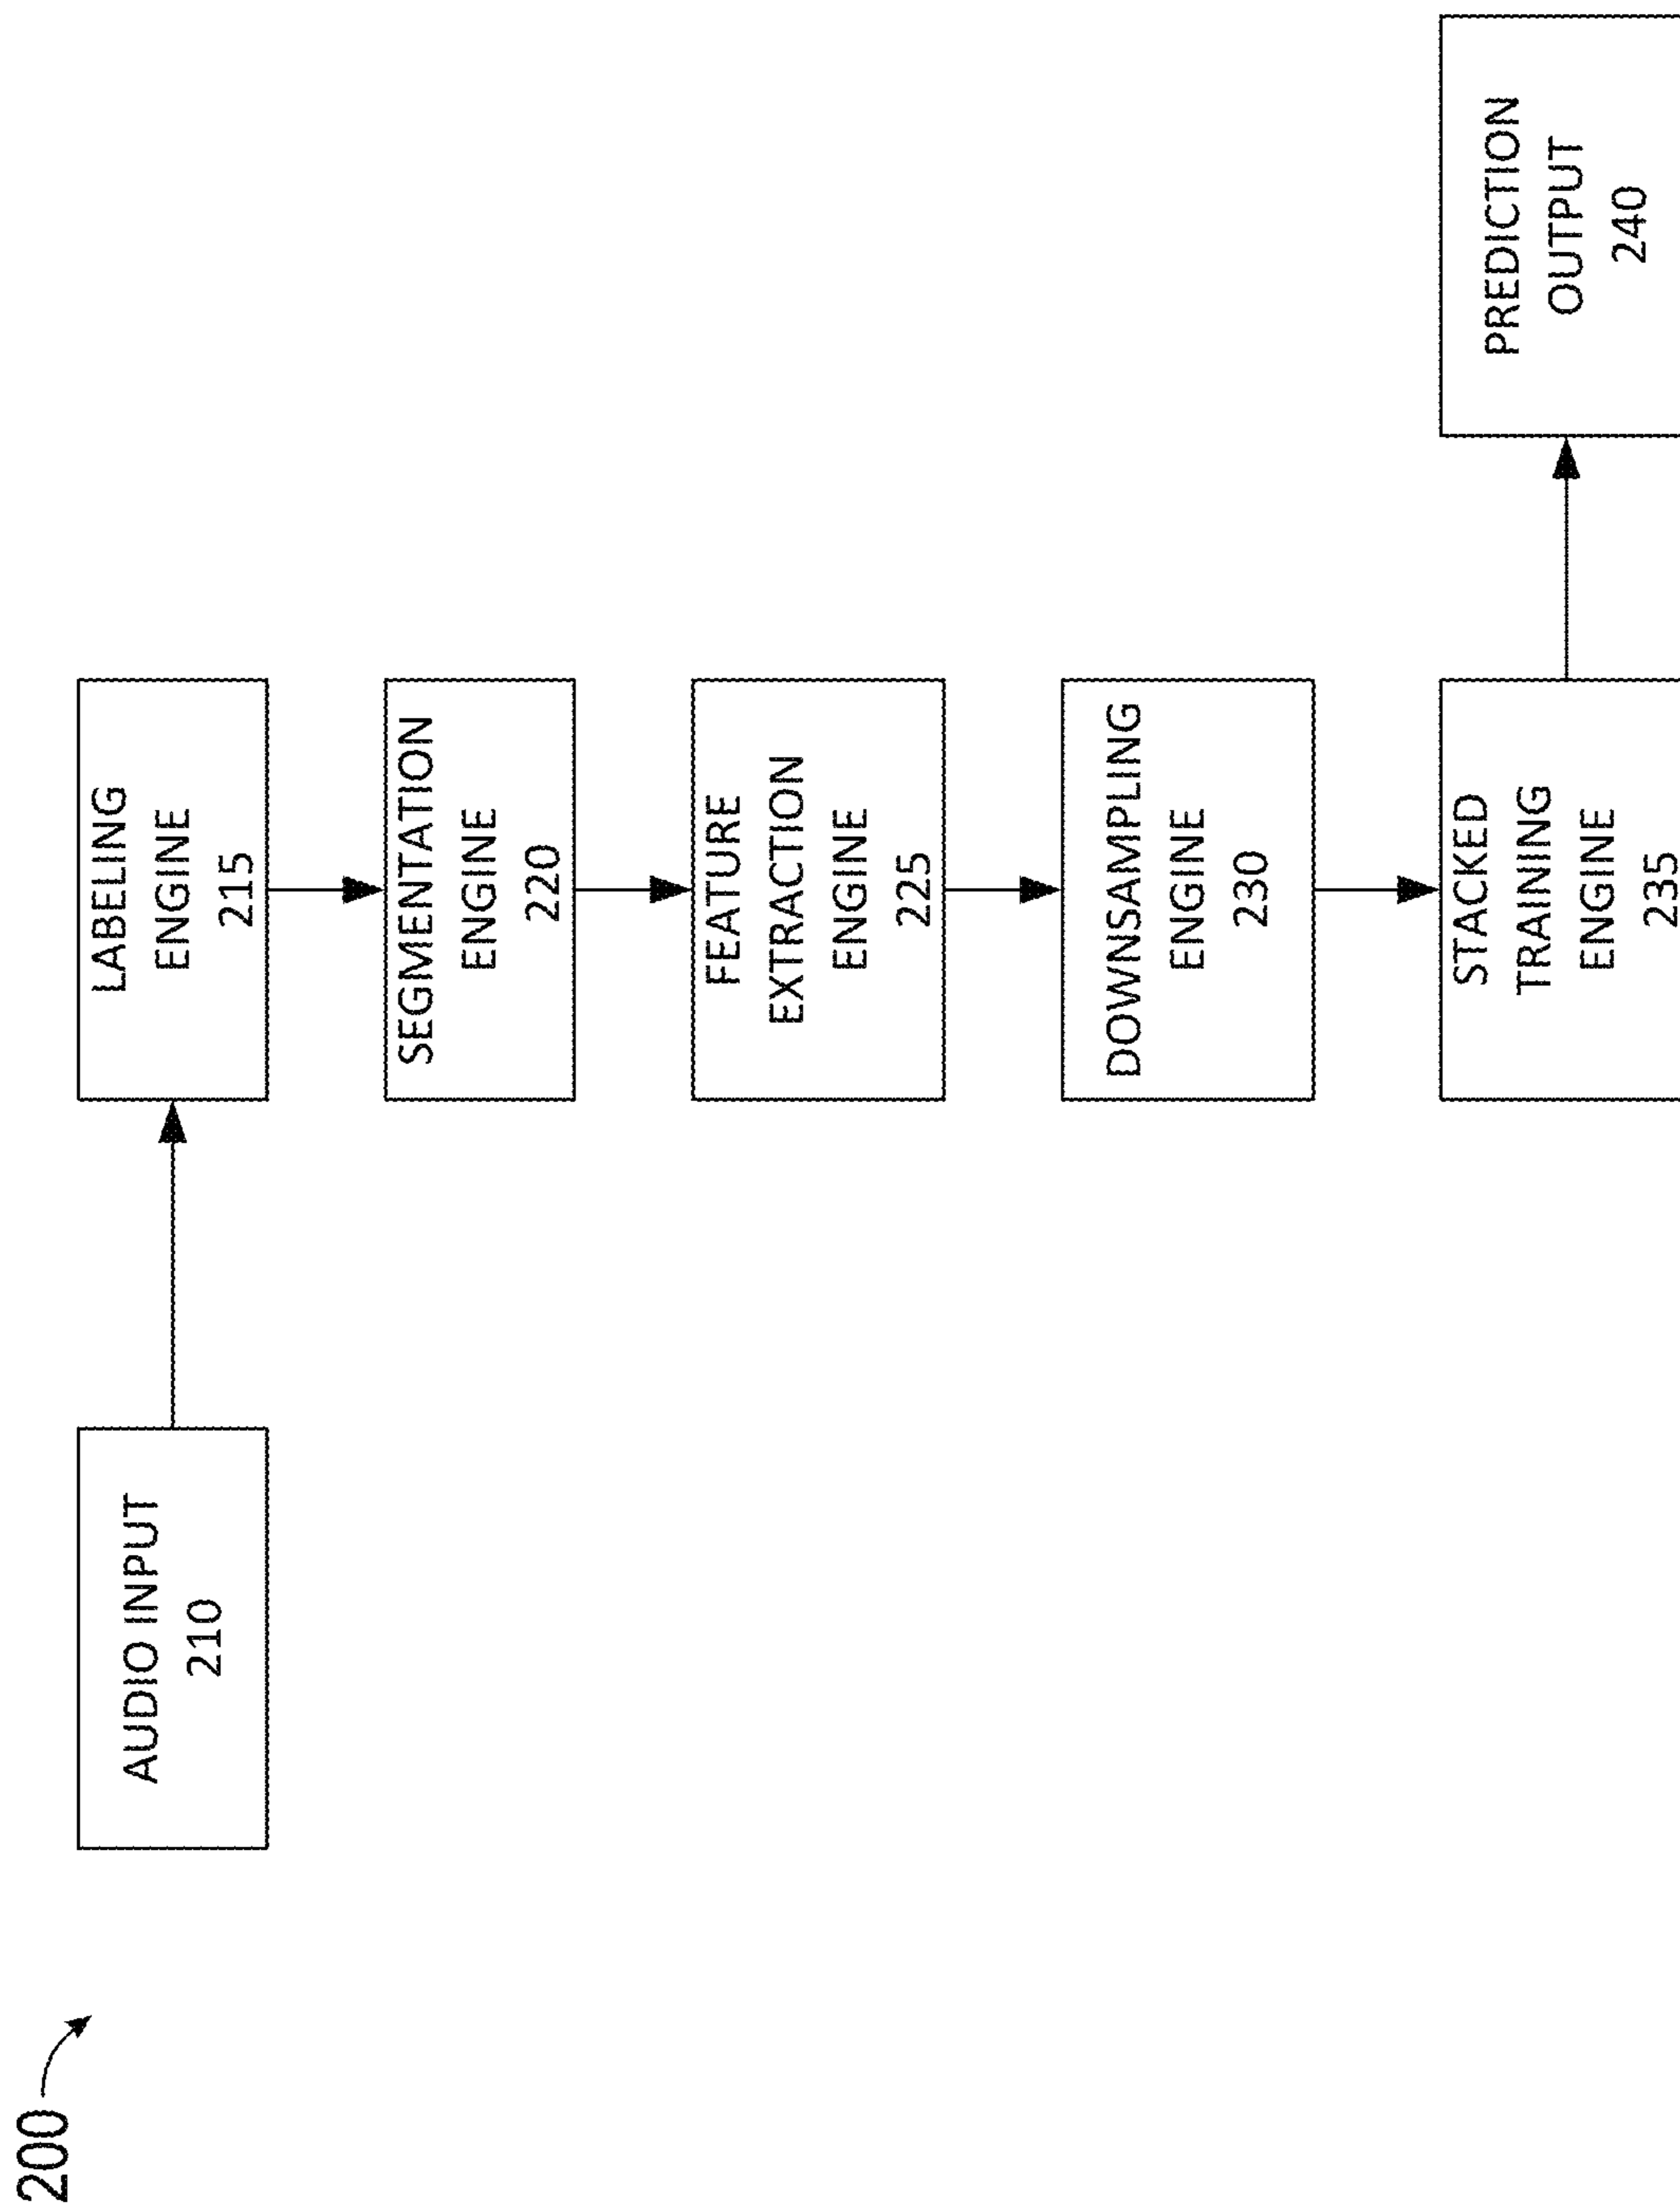 200
AUDIO INPUT
210
LABELING
ENGINE
215
SEGMENTATION
ENGINE
220
FEATURE
EXTRACTION
ENGINE
225
DOWNSAMPLING
ENGINE
230
STACKED
TRAINING
ENGINE
235
PREDICTION
OUTPUT
240